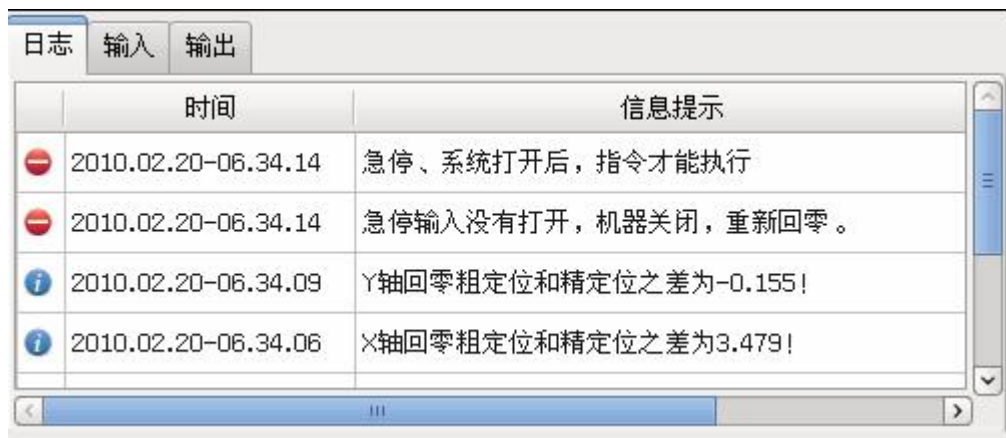 日志 输入 输出
时间 信息提示
2010.02.20-06.34.14 急停、系统打开后，指令才能执行
2010.02.20-06.34.14 急停输入没有打开，机器关闭，重新回零。
2010.02.20-06.34.09 Y轴回零粗定位和精定位之差为-0.155!
2010.02.20-06.34.06 X轴回零粗定位和精定位之差为3.479!